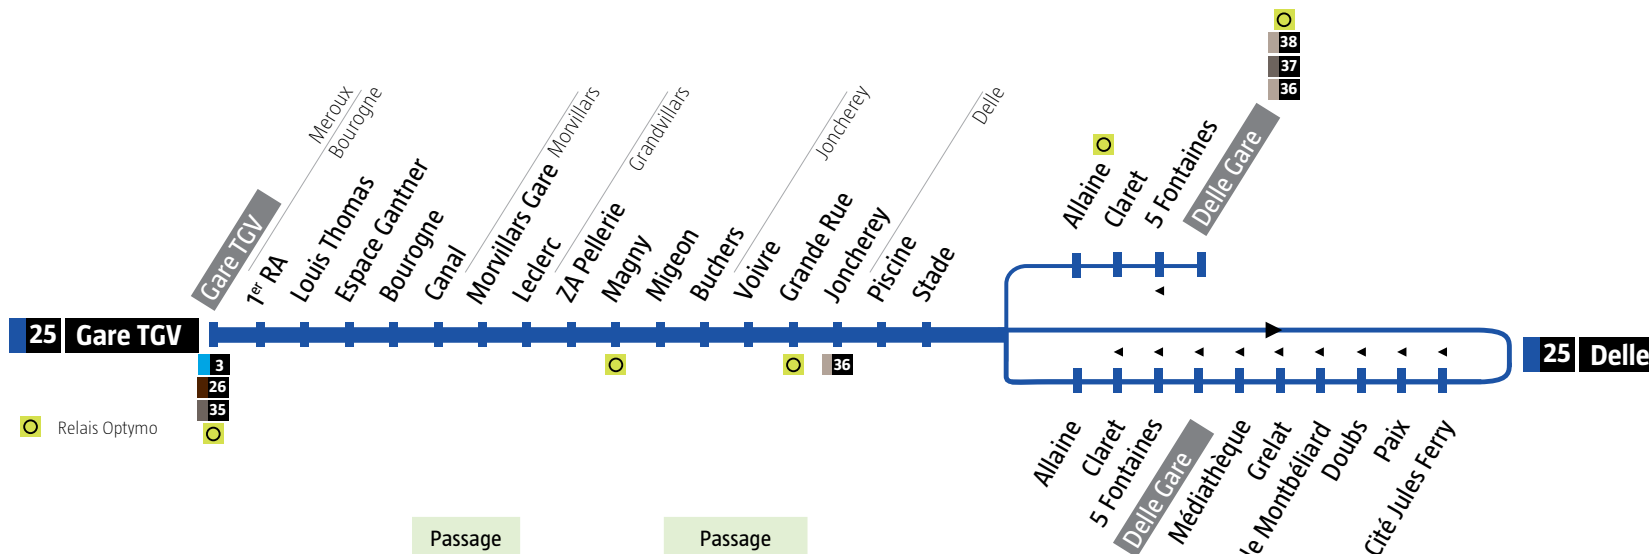 38
37
36
Meroux
Bourogne
Morvillars
Grandvillars
Joncherey
Delle
Gare TGV
1er RA
Louis Thomas
Espace Gantner
Bourogne
Canal
Morvillars Gare
Leclerc
ZA Pellerie
Magny
Migeon
Buchers
Voivre
Grande Rue
Joncherey
Piscine
Stade
Allaine
Claret
5 Fontaines
Delle Gare
25 Gare TGV
25 Delle
3
26
35
36
Relais Optymo
Allaine
Claret
5 Fontaines
Delle Gare
Médiathèque
Grelat
de Montbéliard
Doubs
Paix
Cité Jules Ferry
Passage
Passage